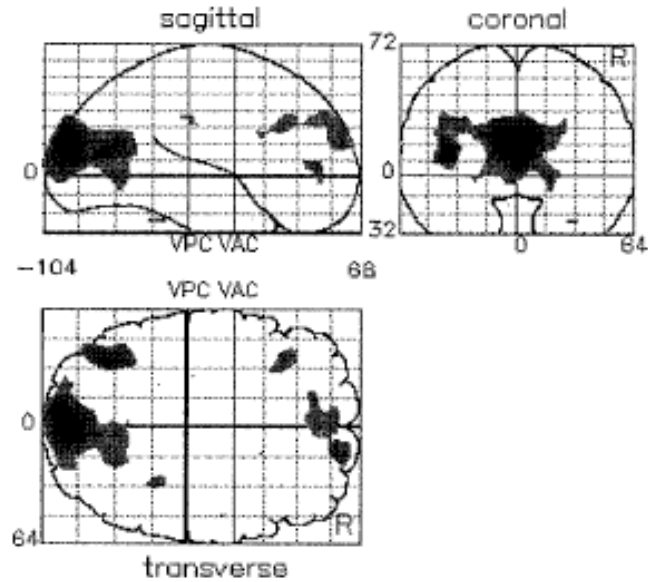 sagittal
coronal
72
R
0
0
VPC VAC
32
0
64
-104
68
VPC VAC
0
64
R
transverse